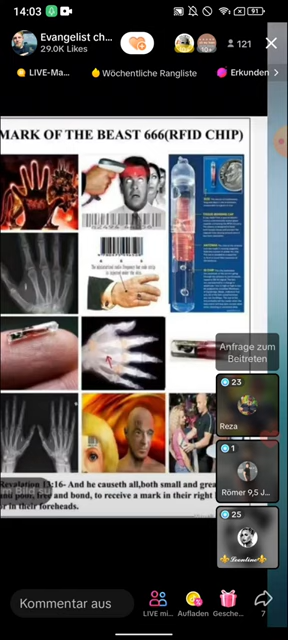 14:03
91
Evangelist ch...
29.0K Likes
10+
121
LIVE-Ma...
Wöchentliche Rangliste
Erkunden
MARK OF THE BEAST 666(RFID CHIP)
Anfrage zum
Beitreten
23
Reza
1
Römer 9,5 J...
25
Leontine
Revelation 13:16- And he causeth all,both small and grea
and poor, free and bond, to receive a mark in their right
or in their foreheads.
Kommentar aus
LIVE mi...
Aufladen
Gesche...
7